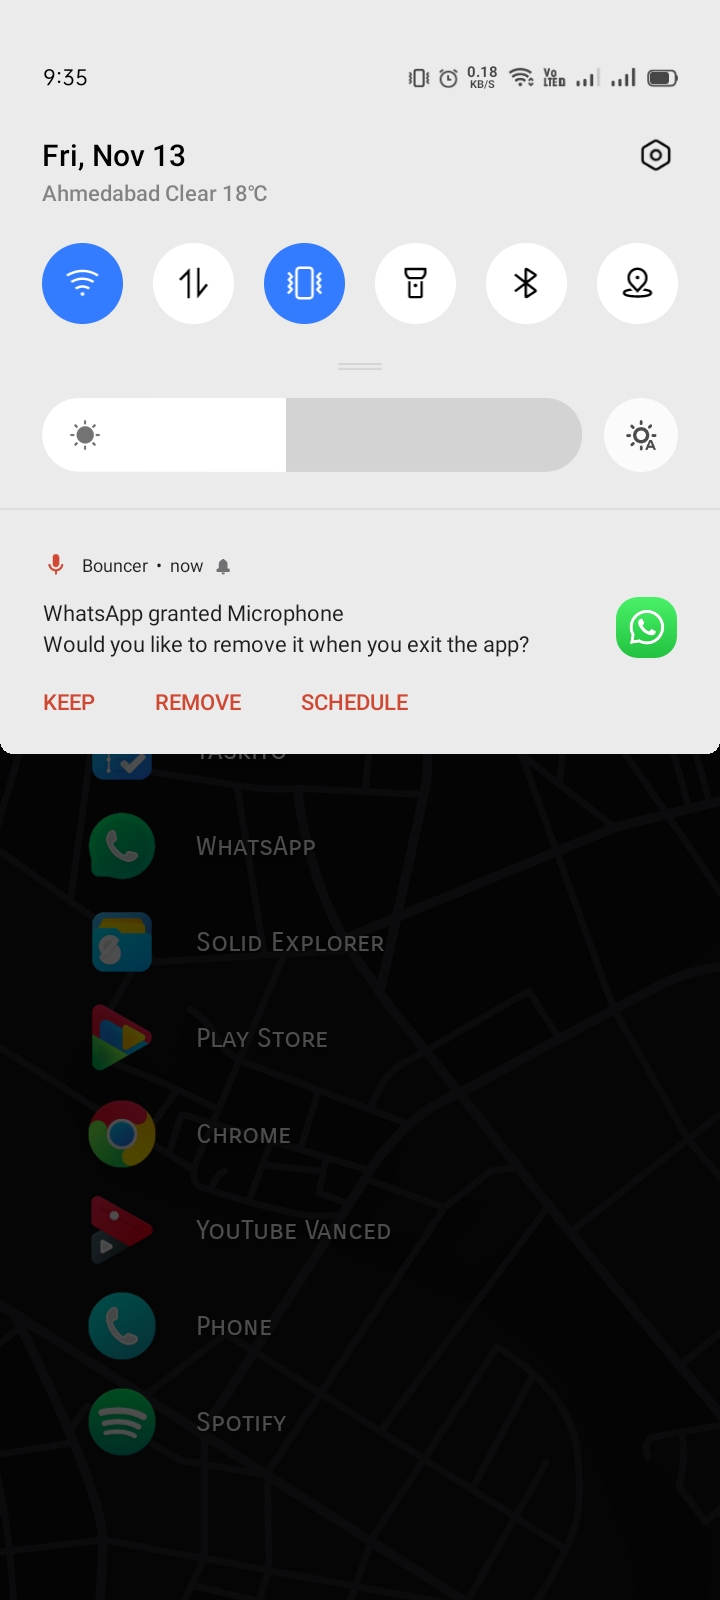 9:35
0.18 KB/S
Vo LTED
Fri, Nov 13
Ahmedabad Clear 18°C
A
Bouncer • now
WhatsApp granted Microphone
Would you like to remove it when you exit the app?
KEEP REMOVE SCHEDULE
WhatsApp
Solid Explorer
Play Store
Chrome
YouTube Vanced
Phone
Spotify